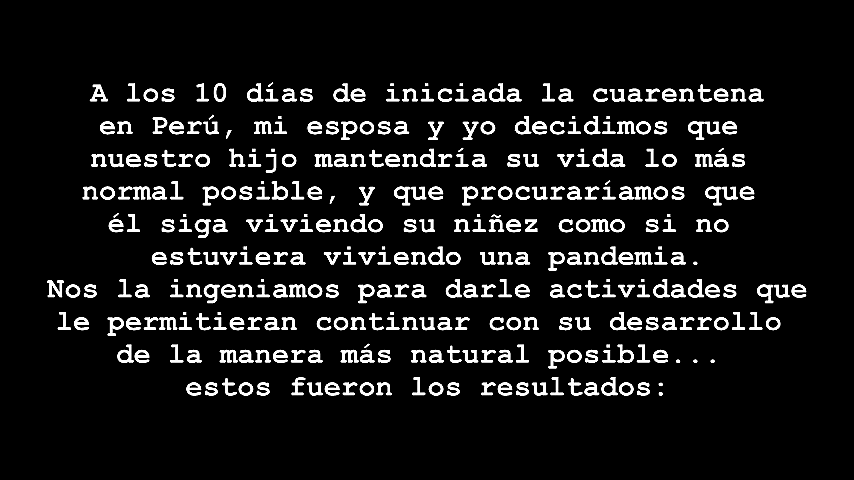 A los 10 días de iniciada la cuarentena
en Perú, mi esposa y yo decidimos que
nuestro hijo mantendría su vida lo más
normal posible, y que procuraríamos que
él siga viviendo su niñez como si no
estuviera viviendo una pandemia.
Nos la ingeniamos para darle actividades que
le permitieran continuar con su desarrollo
de la manera más natural posible...
estos fueron los resultados: